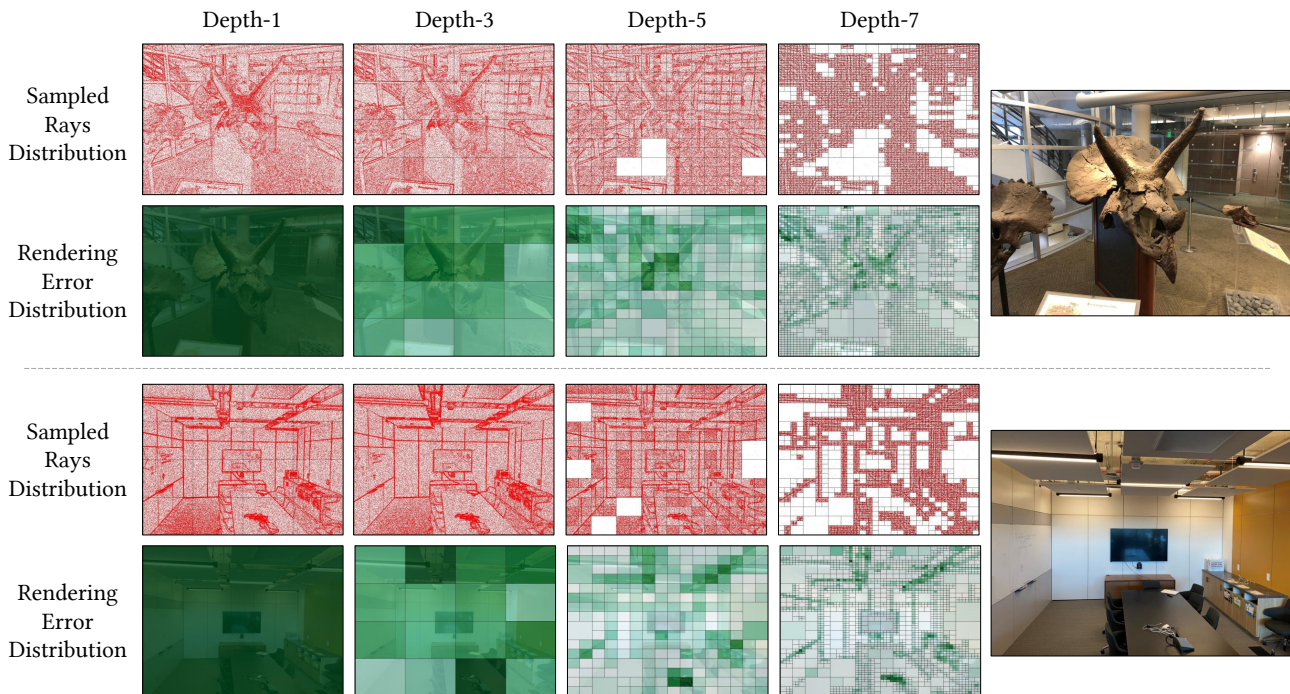 Depth-1 Depth-3 Depth-5 Depth-7
Sampled
Rays
Distribution
Rendering
Error
Distribution
Sampled
Rays
Distribution
Rendering
Error
Distribution